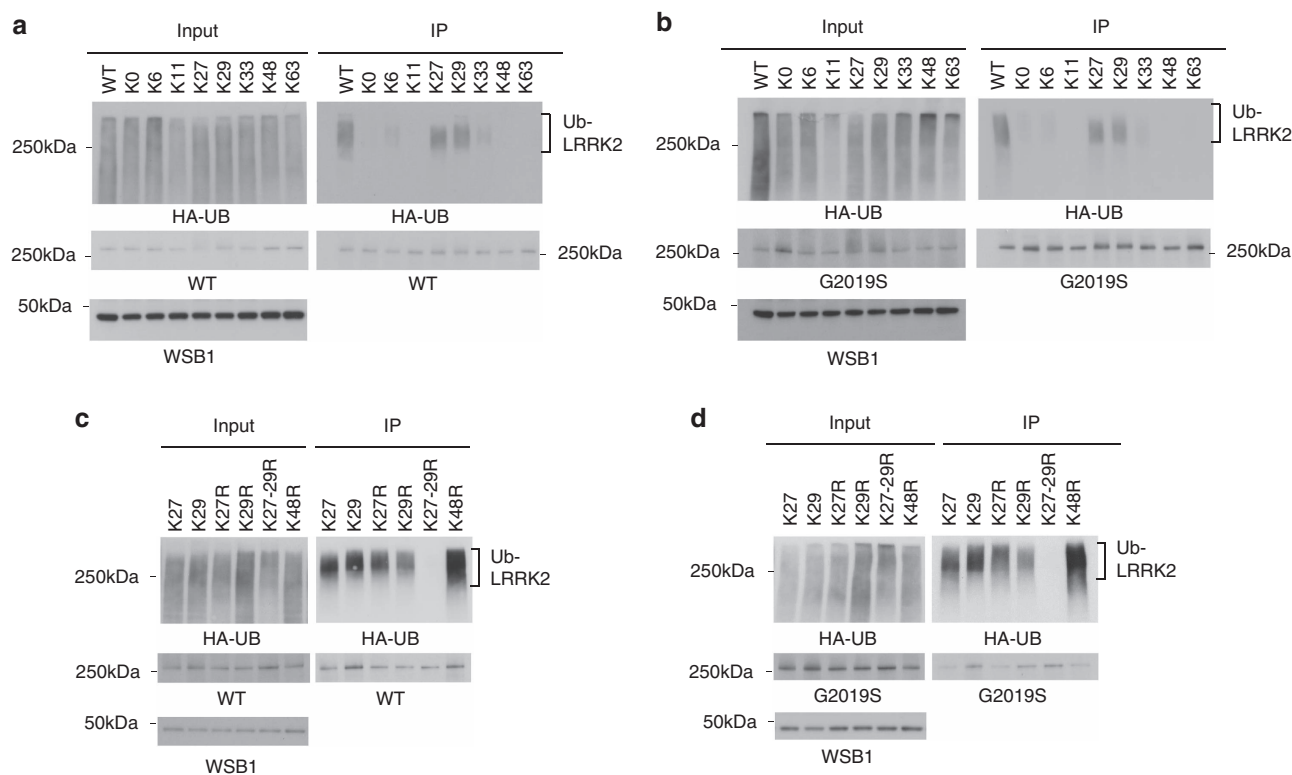 a
Input
IP
WT K0 K6 K11 K27 K29 K33 K48 K63
WT K0 K6 K11 K27 K29 K33 K48 K63
250kDa
Ub-
LRRK2
HA-UB
HA-UB
250kDa
250kDa
WT
WT
50kDa
WSB1
b
Input
IP
WT K0 K6 K11 K27 K29 K33 K48 K63
WT K0 K6 K11 K27 K29 K33 K48 K63
250kDa
Ub-
LRRK2
HA-UB
HA-UB
250kDa
250kDa
G2019S
G2019S
50kDa
WSB1
c
Input
IP
K27 K29 K27R K29R K27-29R K48R
K27 K29 K27R K29R K27-29R K48R
250kDa
Ub-
LRRK2
HA-UB
HA-UB
250kDa
WT
WT
50kDa
WSB1
d
Input
IP
K27 K29 K27R K29R K27-29R K48R
K27 K29 K27R K29R K27-29R K48R
250kDa
Ub-
LRRK2
HA-UB
HA-UB
250kDa
G2019S
G2019S
50kDa
WSB1